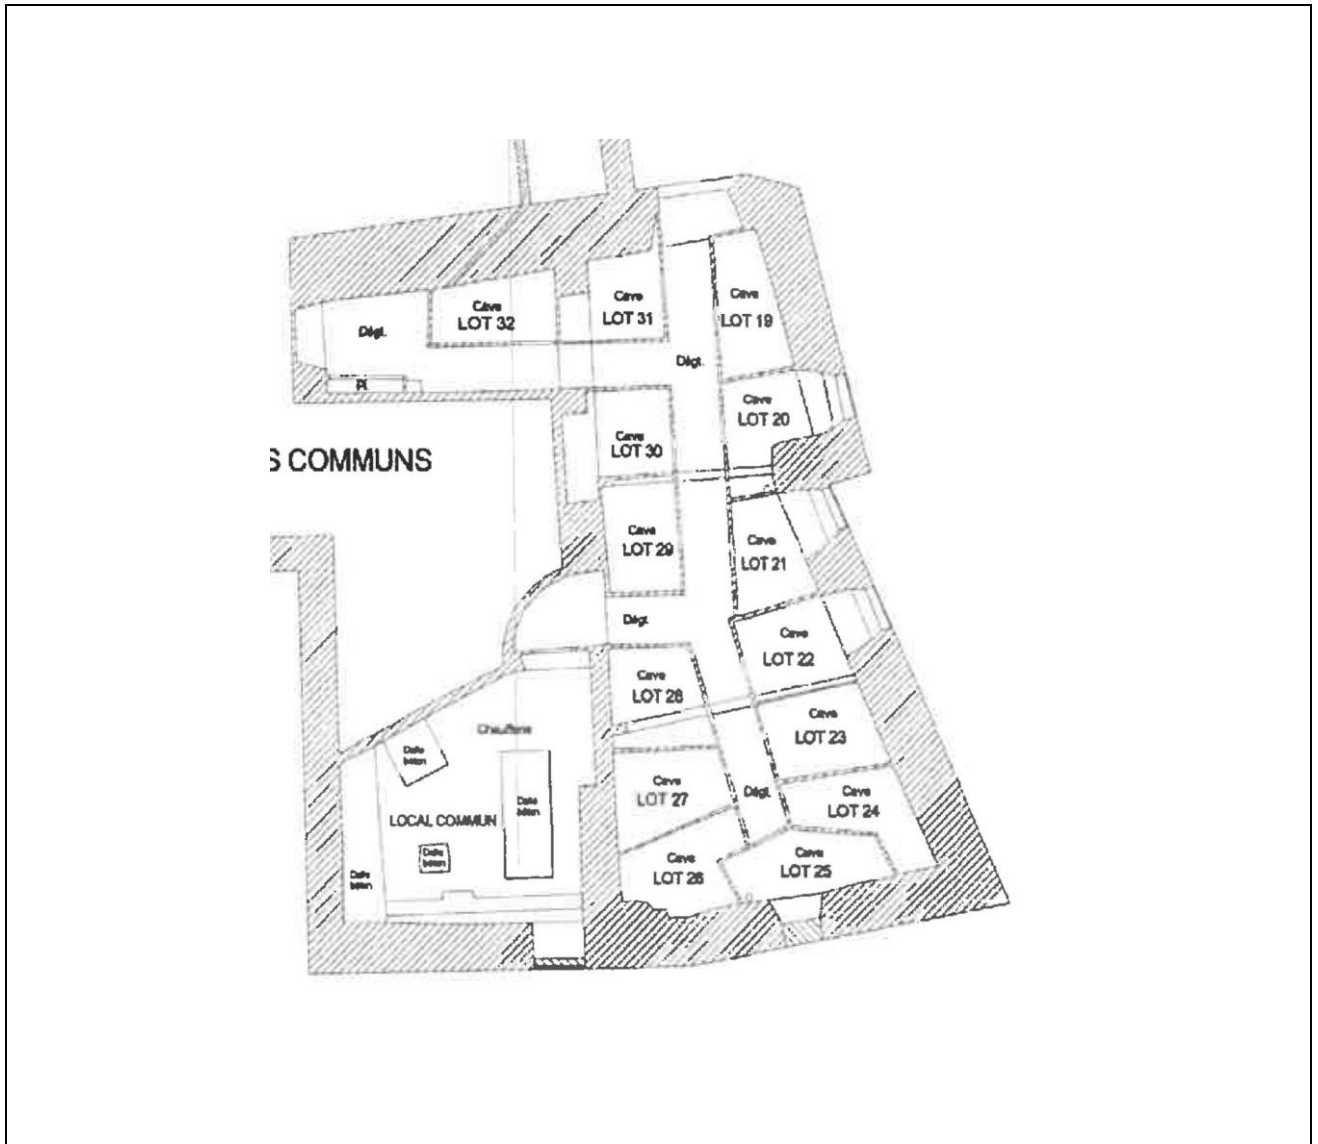 Cave
LOT 19
Cave
LOT 31
Cave
LOT 32
Dégt.
Dégt.
Pl.
Cave
LOT 20
Cave
LOT 30
S COMMUNS
Cave
LOT 29
Cave
LOT 21
Dégt.
Cave
LOT 22
Cave
LOT 28
Cave
LOT 23
Chaufferie
Dalle
béton
Cave
LOT 27
Dégt.
Cave
LOT 24
Dalle
béton
LOCAL COMMUN
Dalle
béton
Cave
LOT 26
Cave
LOT 25
Dalle
béton